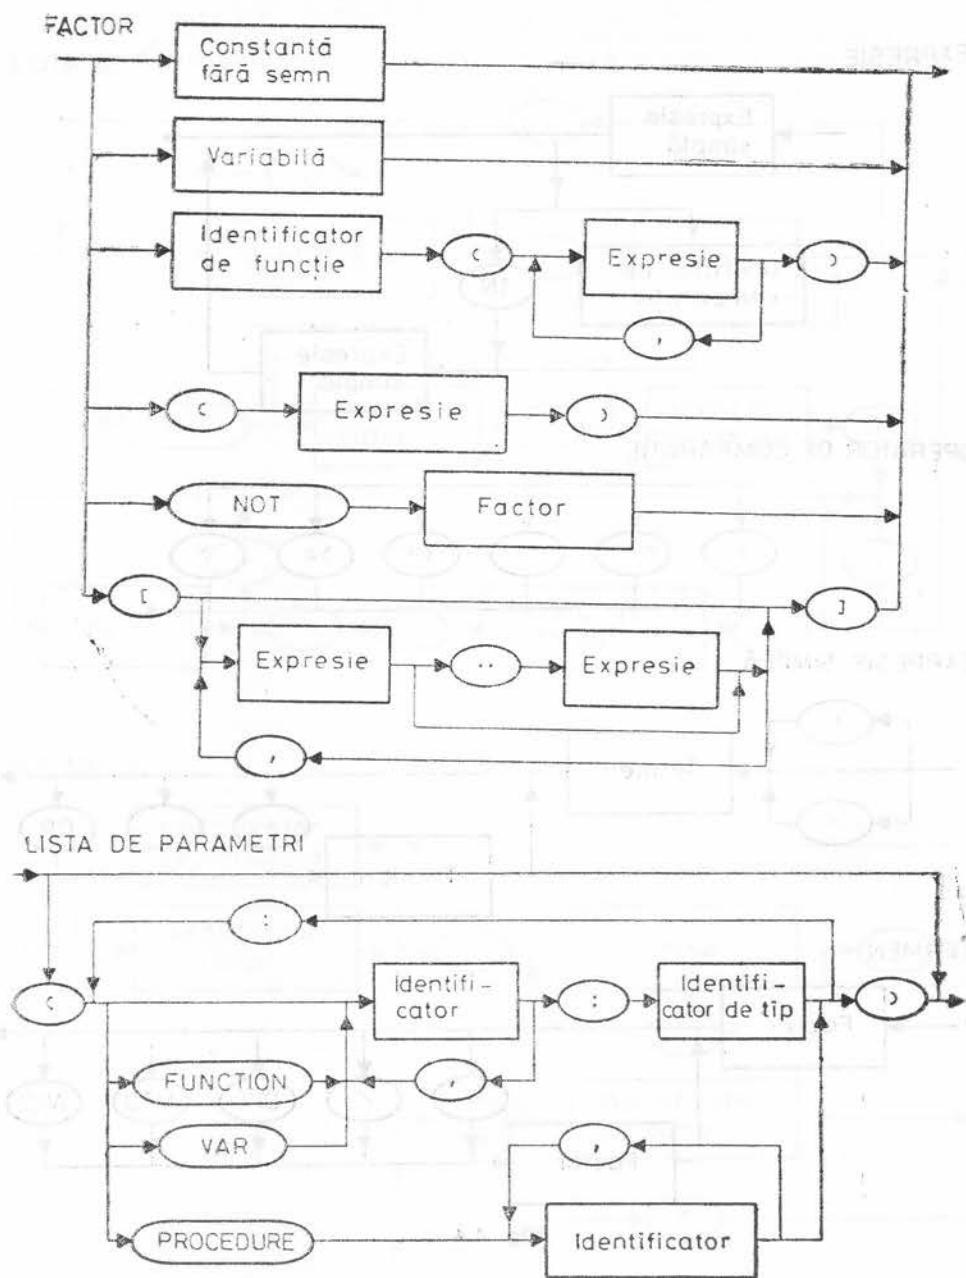 FACTOR
Constantă
fără semn
Variabilă
Identificator
de funcție
(
Expresie
)
,
(
Expresie
)
NOT
Factor
[
]
Expresie
..
Expresie
,
LISTA DE PARAMETRI
:
(
Identifi-
cator
:
Identifi-
cator de tip
)
FUNCTION
,
VAR
,
PROCEDURE
Identificator